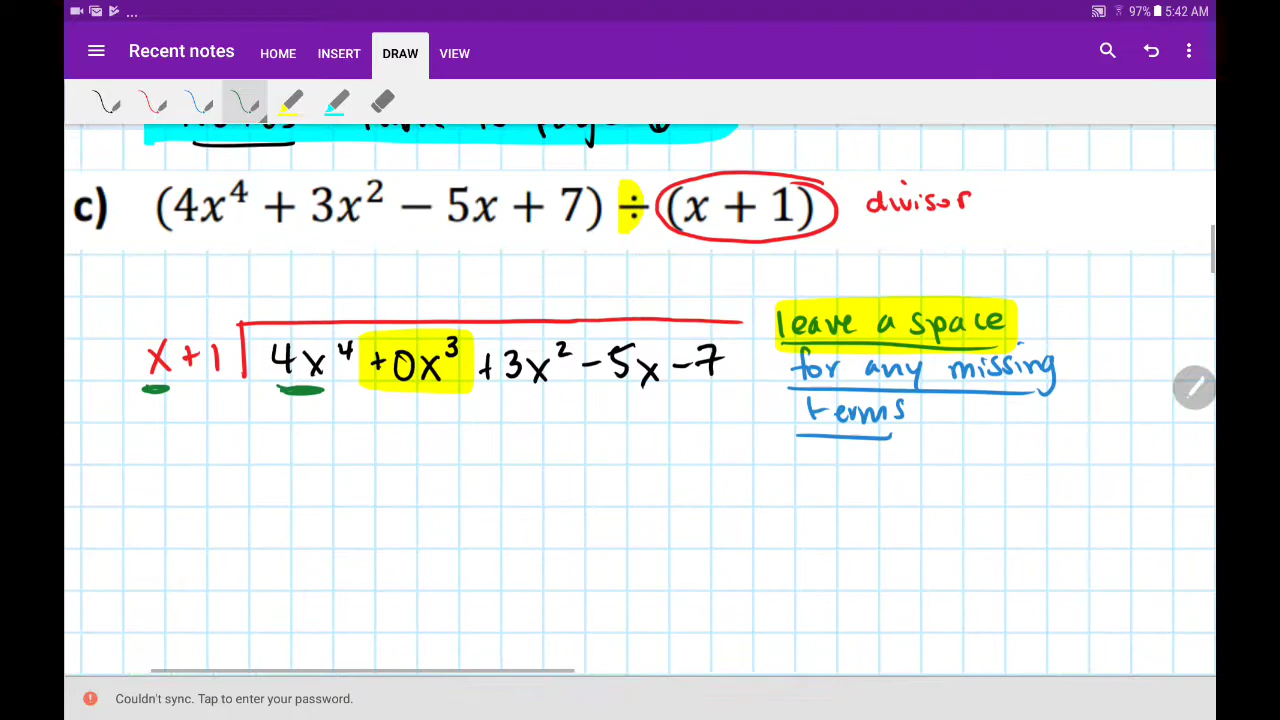 ... 97% 5:42 AM
Recent notes HOME INSERT DRAW VIEW
c) (4x⁴ + 3x² − 5x + 7) ÷ (x + 1) divisor
leave a space
x + 1 4x⁴ + 0x³ + 3x² − 5x − 7 for any missing
terms
Couldn't sync. Tap to enter your password.